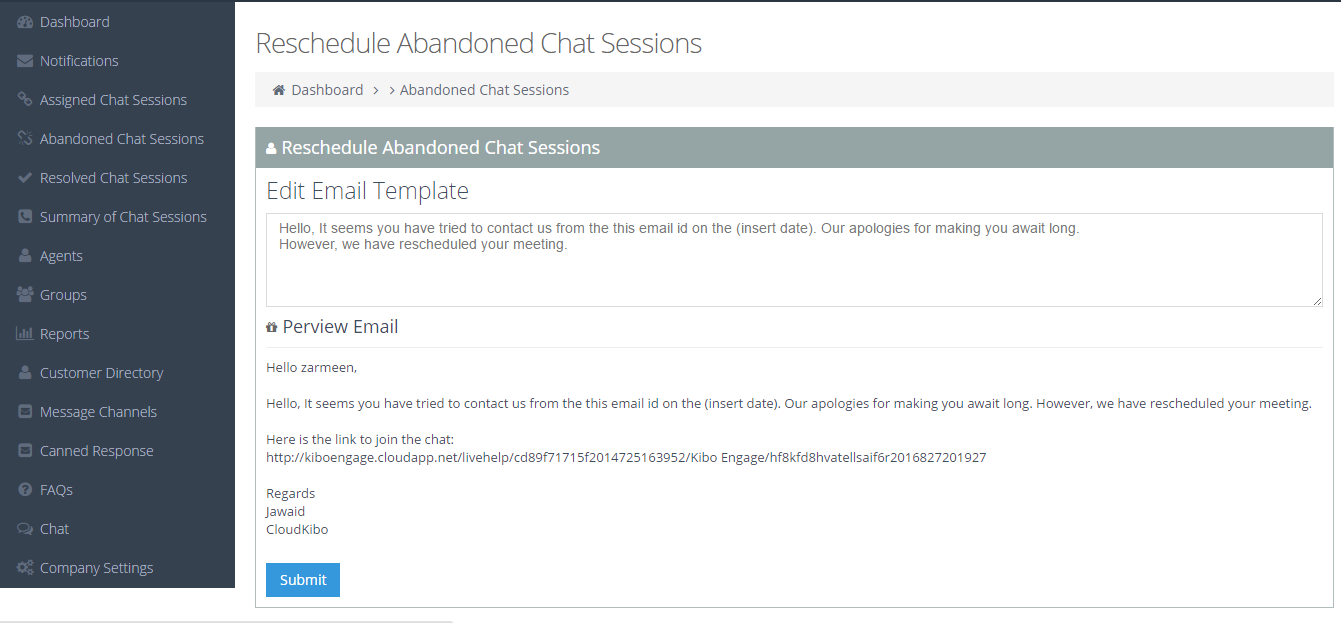 Dashboard
Notifications
Assigned Chat Sessions
Abandoned Chat Sessions
Resolved Chat Sessions
Summary of Chat Sessions
Agents
Groups
Reports
Customer Directory
Message Channels
Canned Response
FAQs
Chat
Company Settings
Reschedule Abandoned Chat Sessions
Dashboard > > Abandoned Chat Sessions
Reschedule Abandoned Chat Sessions
Edit Email Template
Hello, It seems you have tried to contact us from the this email id on the (insert date). Our apologies for making you await long.
However, we have rescheduled your meeting.
Perview Email
Hello zarmeen,
Hello, It seems you have tried to contact us from the this email id on the (insert date). Our apologies for making you await long. However, we have rescheduled your meeting.
Here is the link to join the chat:
http://kiboengage.cloudapp.net/livehelp/cd89f71715f2014725163952/Kibo Engage/hf8kfd8hvatellsaif6r2016827201927
Regards
Jawaid
CloudKibo
Submit